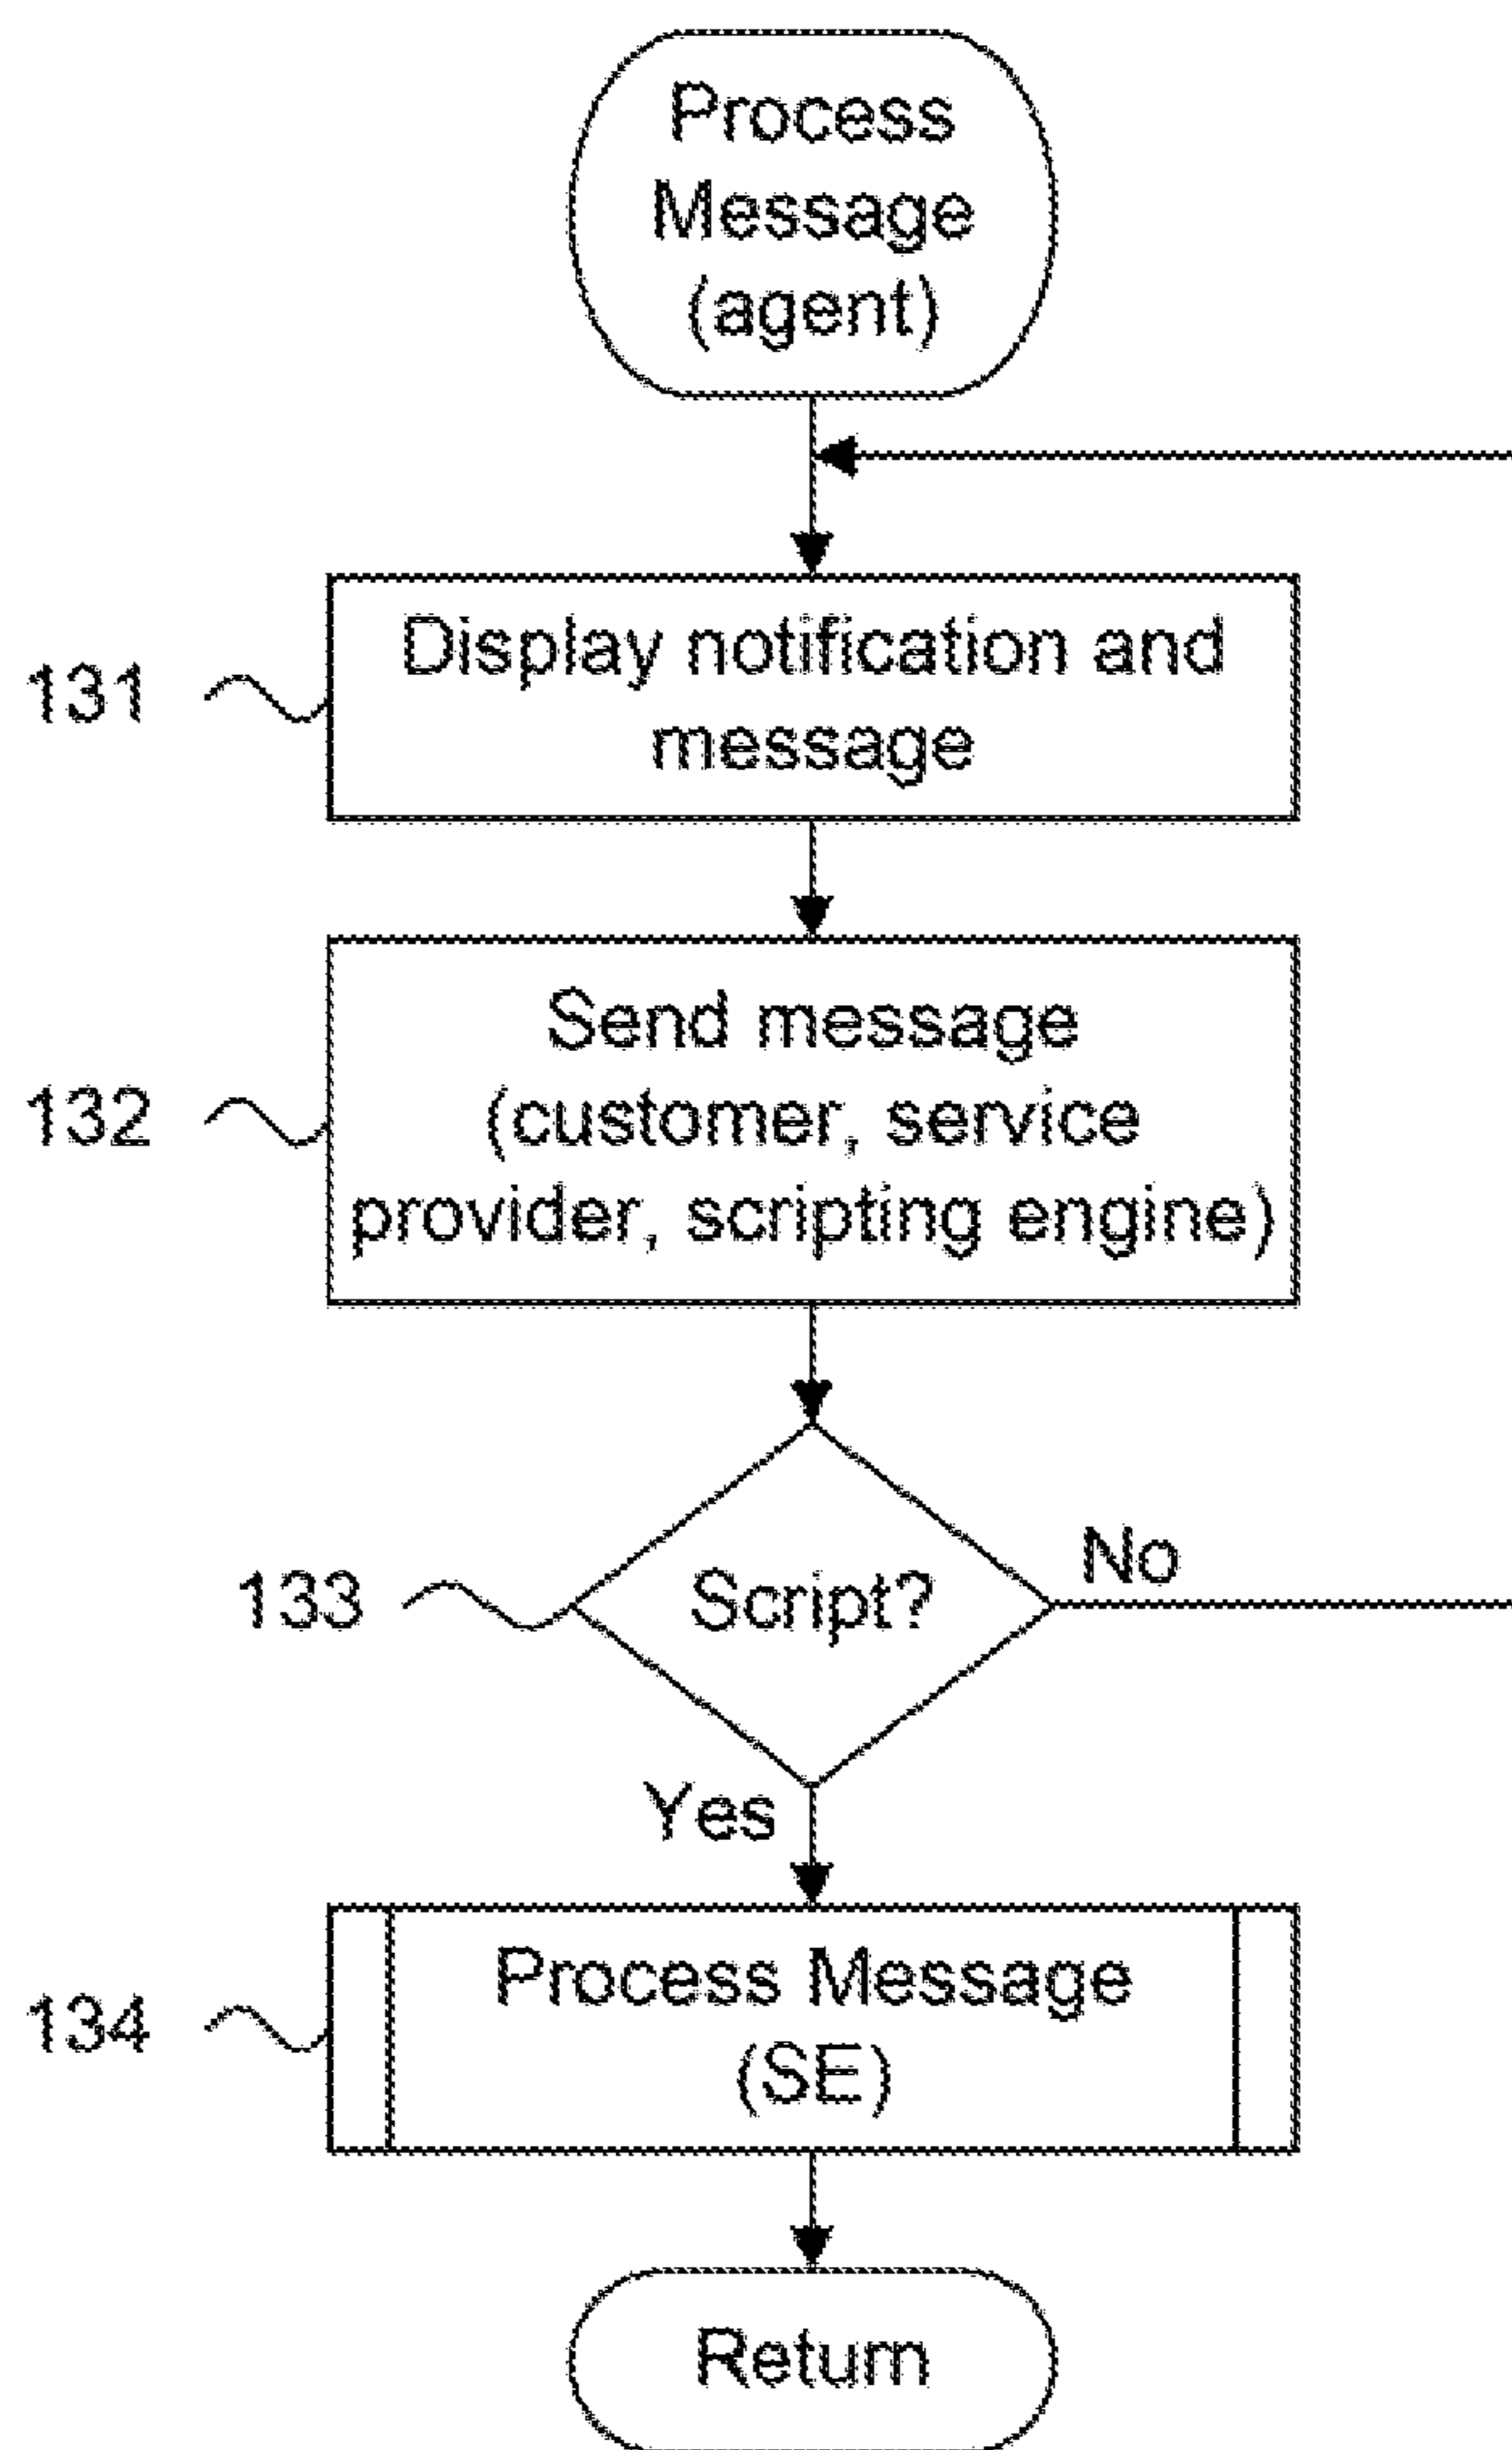 Process
Message
(agent)
131
Display notification and
message
132
Send message
(customer, service
provider, scripting engine)
133
Script?
No
Yes
134
Process Message
(SE)
Return